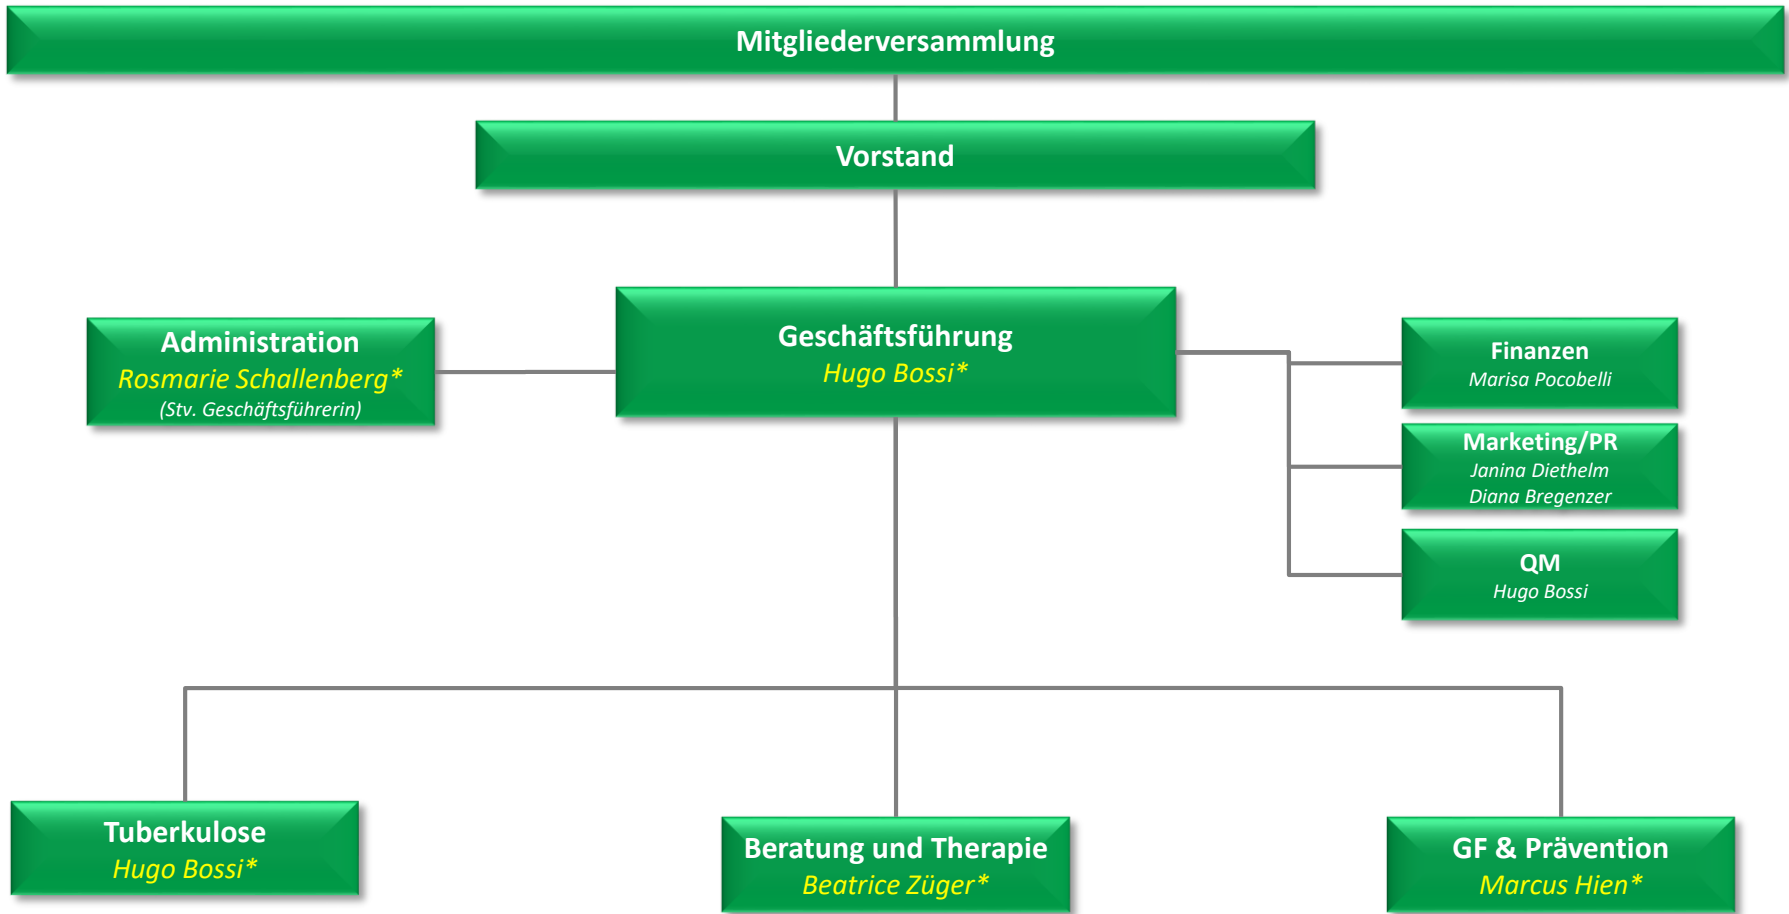 Mitgliederversammlung
Vorstand
Geschäftsführung
Hugo Bossi*
Administration
Rosmarie Schallenberg*
(Stv. Geschäftsführerin)
Finanzen
Marisa Pocobelli
Marketing/PR
Janina Diethelm
Diana Bregenzer
QM
Hugo Bossi
Tuberkulose
Hugo Bossi*
Beratung und Therapie
Beatrice Züger*
GF & Prävention
Marcus Hien*